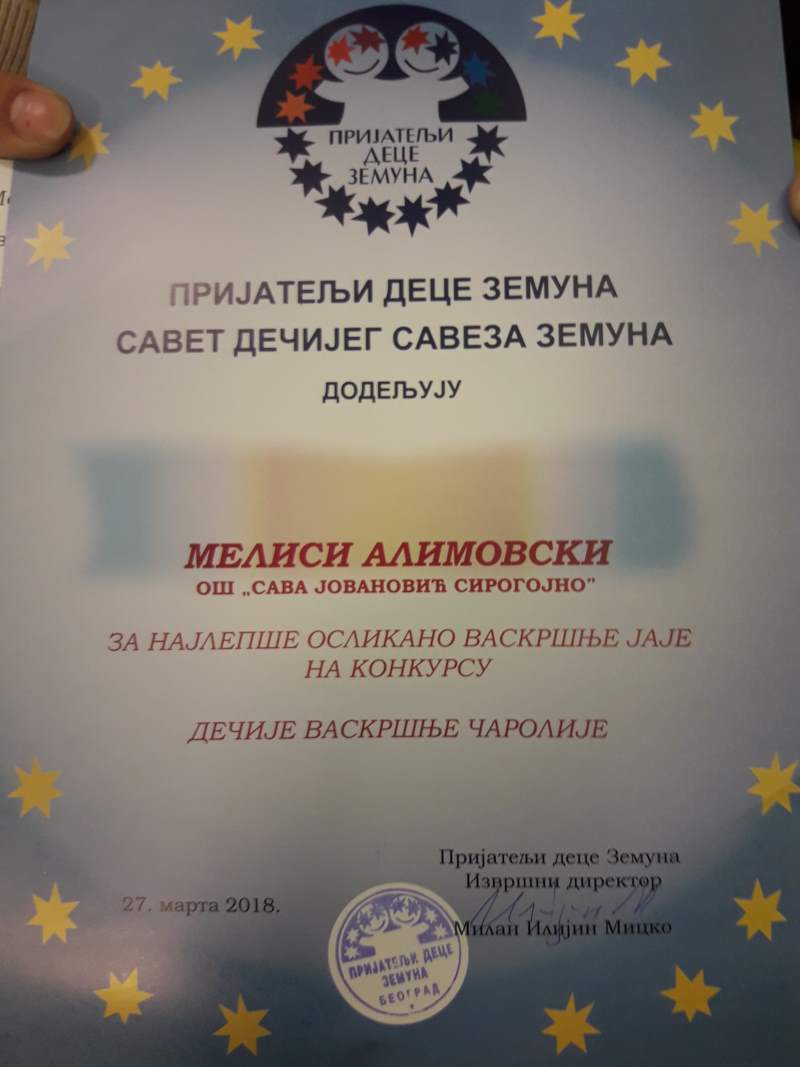 ПРИЈАТЕЉИ
ДЕЦЕ
ЗЕМУНА
ПРИЈАТЕЉИ ДЕЦЕ ЗЕМУНА
САВЕТ ДЕЧИЈЕГ САВЕЗА ЗЕМУНА
ДОДЕЉУЈУ
МЕЛИСИ АЛИМОВСКИ
ОШ „САВА ЈОВАНОВИЋ СИРОГОЈНО"
ЗА НАЈЛЕПШЕ ОСЛИКАНО ВАСКРШЊЕ ЈАЈЕ
НА КОНКУРСУ
ДЕЧИЈЕ ВАСКРШЊЕ ЧАРОЛИЈЕ
Пријатељи деце Земуна
Извршни директор
Милан Илијин Мицко
27. марта 2018.
ПРИЈАТЕЉИ ДЕЦЕ
ЗЕМУНА
БЕОГРАД